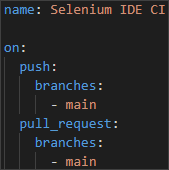 name: Selenium IDE CI
on:
  push:
    branches:
      - main
  pull_request:
    branches:
      - main